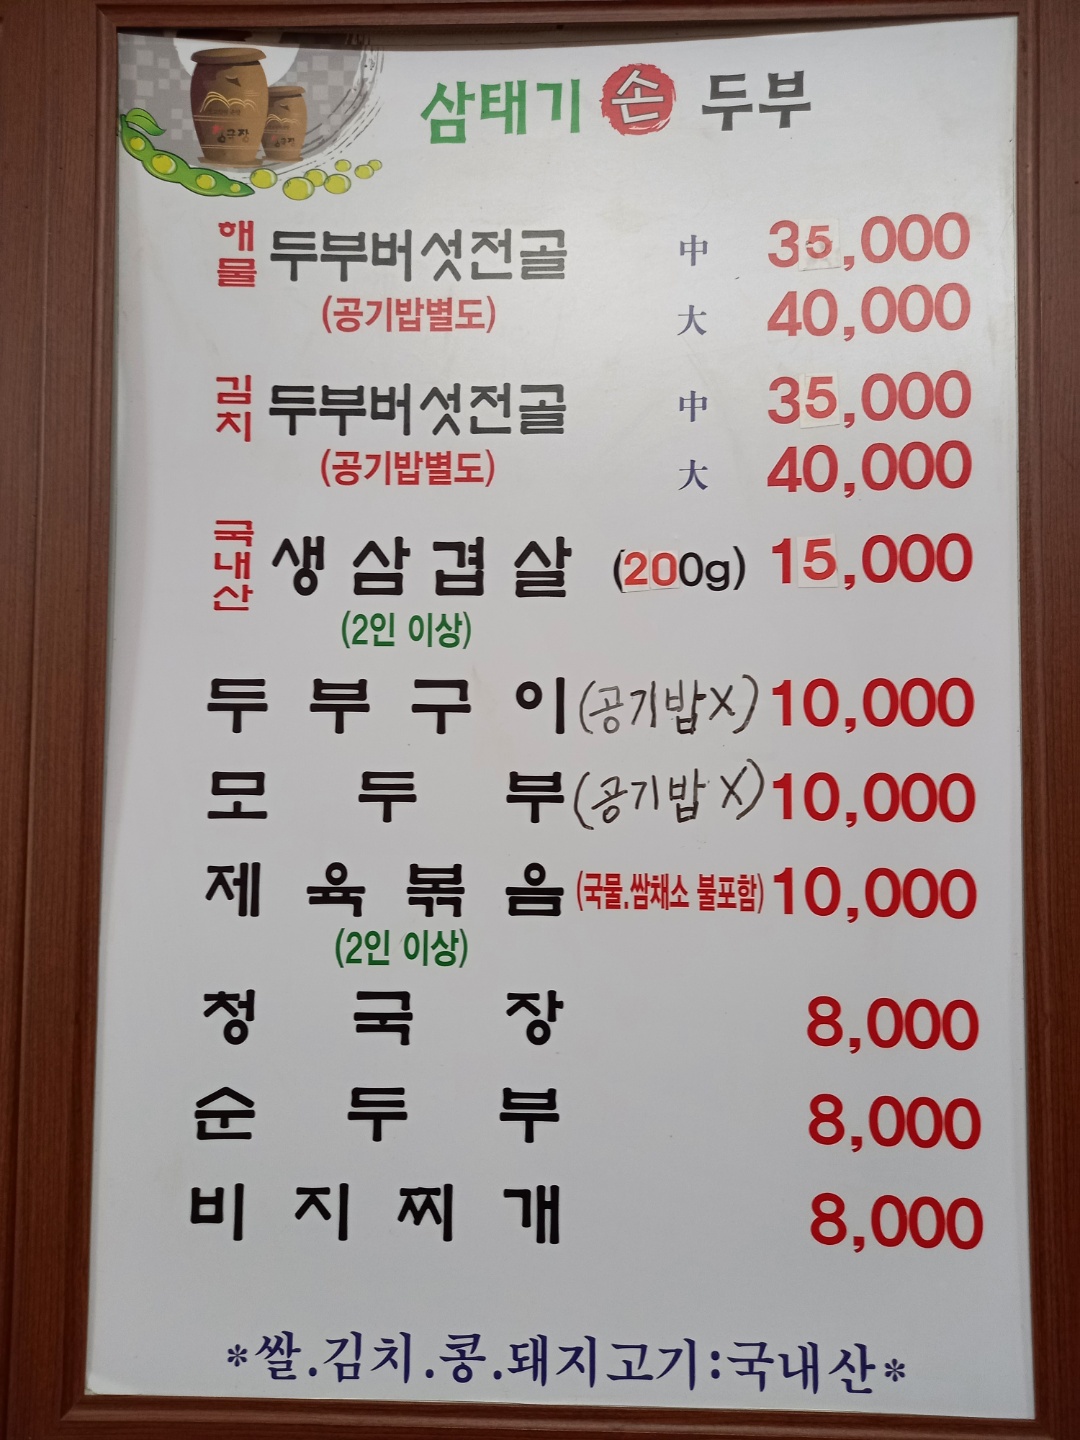 삼태기 손 두부
해물 두부버섯전골 中 35,000
(공기밥별도) 大 40,000
김치 두부버섯전골 中 35,000
(공기밥별도) 大 40,000
국내산 생삼겹살 (200g) 15,000
(2인 이상)
두부구이 (공기밥X) 10,000
모두부 (공기밥X) 10,000
제육볶음 (국물.쌈채소 불포함) 10,000
(2인 이상)
청국장 8,000
순두부 8,000
비지찌개 8,000
*쌀.김치.콩.돼지고기:국내산*